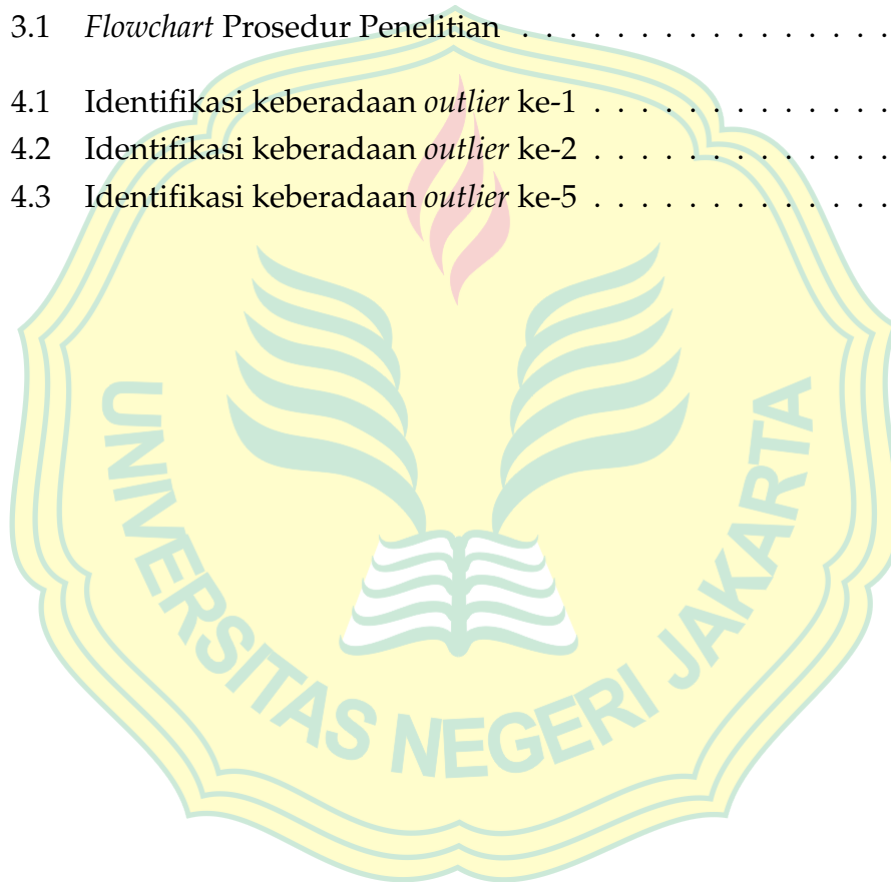 3.1 Flowchart Prosedur Penelitian . . . . . . . . . . . . . . . .
4.1 Identifikasi keberadaan outlier ke-1 . . . . . . . . . . . . .
4.2 Identifikasi keberadaan outlier ke-2 . . . . . . . . . . . . .
4.3 Identifikasi keberadaan outlier ke-5 . . . . . . . . . . . . .
UNIVERSITAS NEGERI JAKARTA